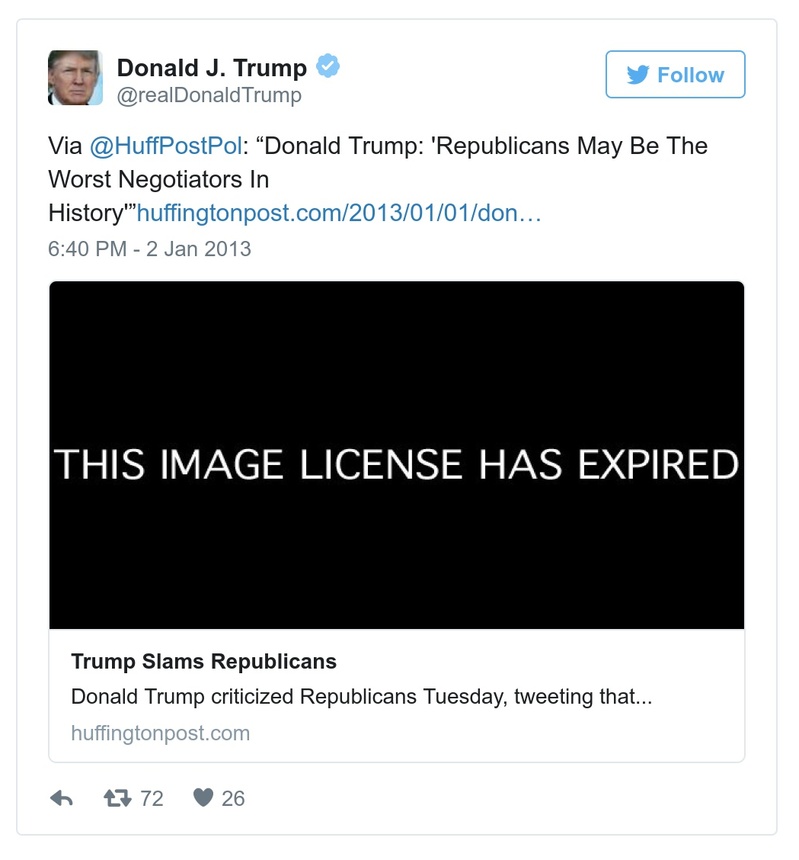 Donald J. Trump
@realDonaldTrump
Follow
Via @HuffPostPol: “Donald Trump: 'Republicans May Be The
Worst Negotiators In
History'”huffingtonpost.com/2013/01/01/don…
6:40 PM - 2 Jan 2013
THIS IMAGE LICENSE HAS EXPIRED
Trump Slams Republicans
Donald Trump criticized Republicans Tuesday, tweeting that...
huffingtonpost.com
72 26